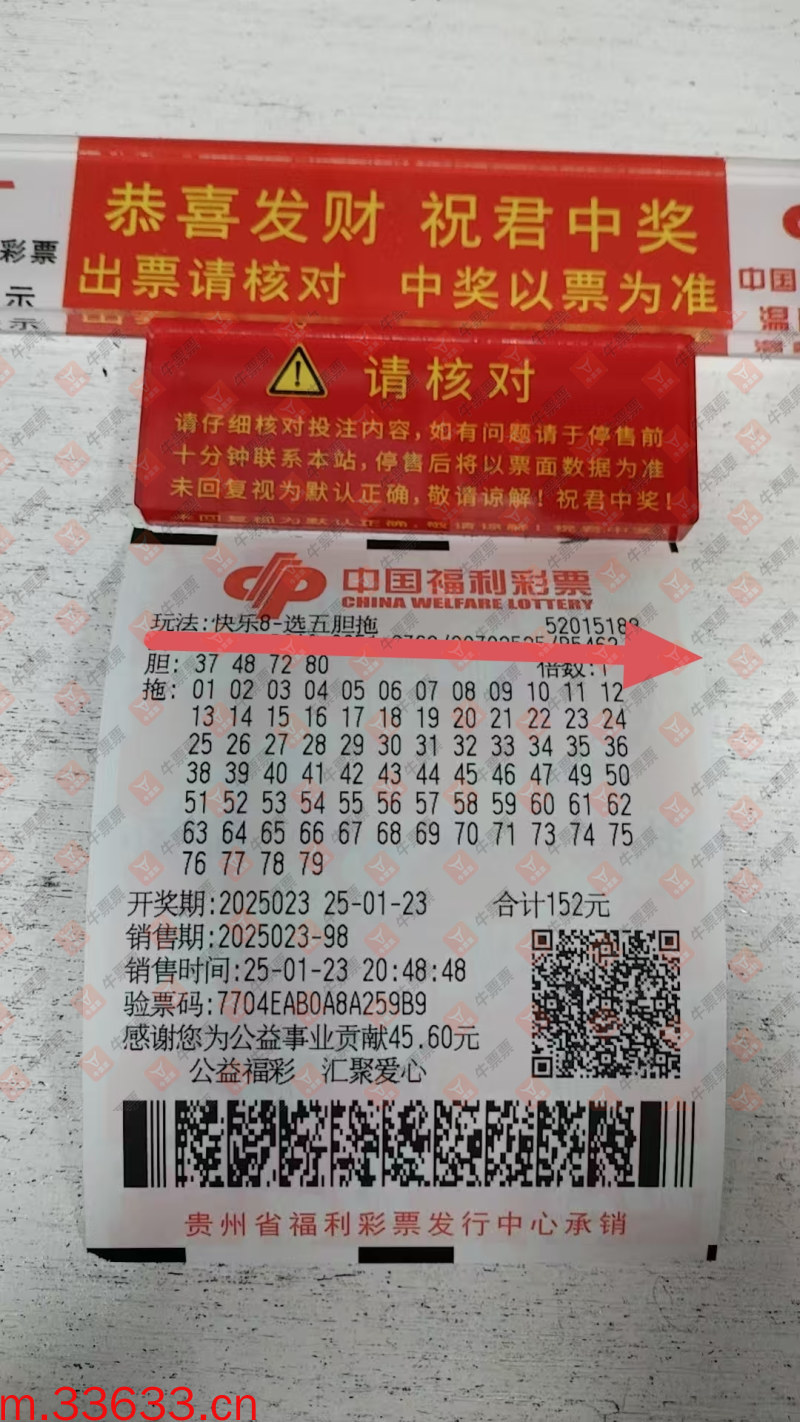 恭喜发财 祝君中奖
彩票
出票请核对 中奖以票为准
中国
示
温
请核对
请仔细核对投注内容,如有问题请于停售前
十分钟联系本站,停售后将以票面数据为准
未回复视为默认正确,敬请谅解!祝君中奖!
中国福利彩票
CHINA WELFARE LOTTERY
玩法:快乐8-选五胆拖 52015183
胆: 37 48 72 80 倍数:1
拖: 01 02 03 04 05 06 07 08 09 10 11 12
13 14 15 16 17 18 19 20 21 22 23 24
25 26 27 28 29 30 31 32 33 34 35 36
38 39 40 41 42 43 44 45 46 47 49 50
51 52 53 54 55 56 57 58 59 60 61 62
63 64 65 66 67 68 69 70 71 73 74 75
76 77 78 79
开奖期:2025023 25-01-23 合计152元
销售期:2025023-98
销售时间:25-01-23 20:48:48
验票码:7704EAB0A8A259B9
感谢您为公益事业贡献45.60元
公益福彩 汇聚爱心
贵州省福利彩票发行中心承销
牛票票
m.33633.cn